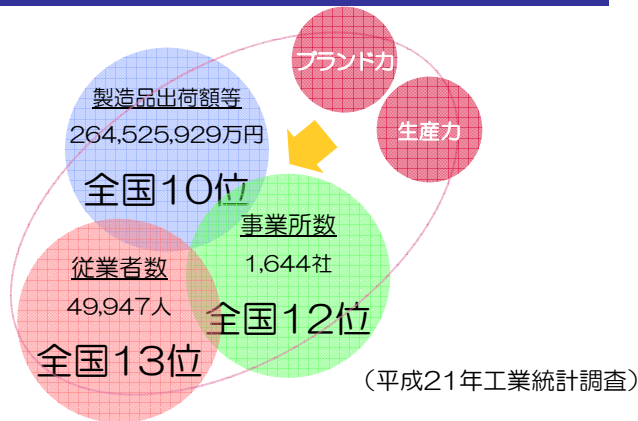 ブランド力
生産力
製造品出荷額等
264,525,929万円
全国10位
事業所数
1,644社
全国12位
従業者数
49,947人
全国13位
（平成21年工業統計調査）